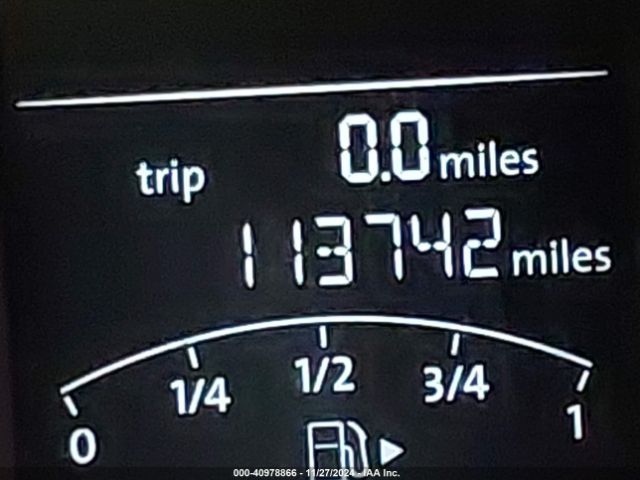 trip 0.0 miles
113742 miles
0 1/4 1/2 3/4 1
000-40978866 - 11/27/2024 - IAA Inc.